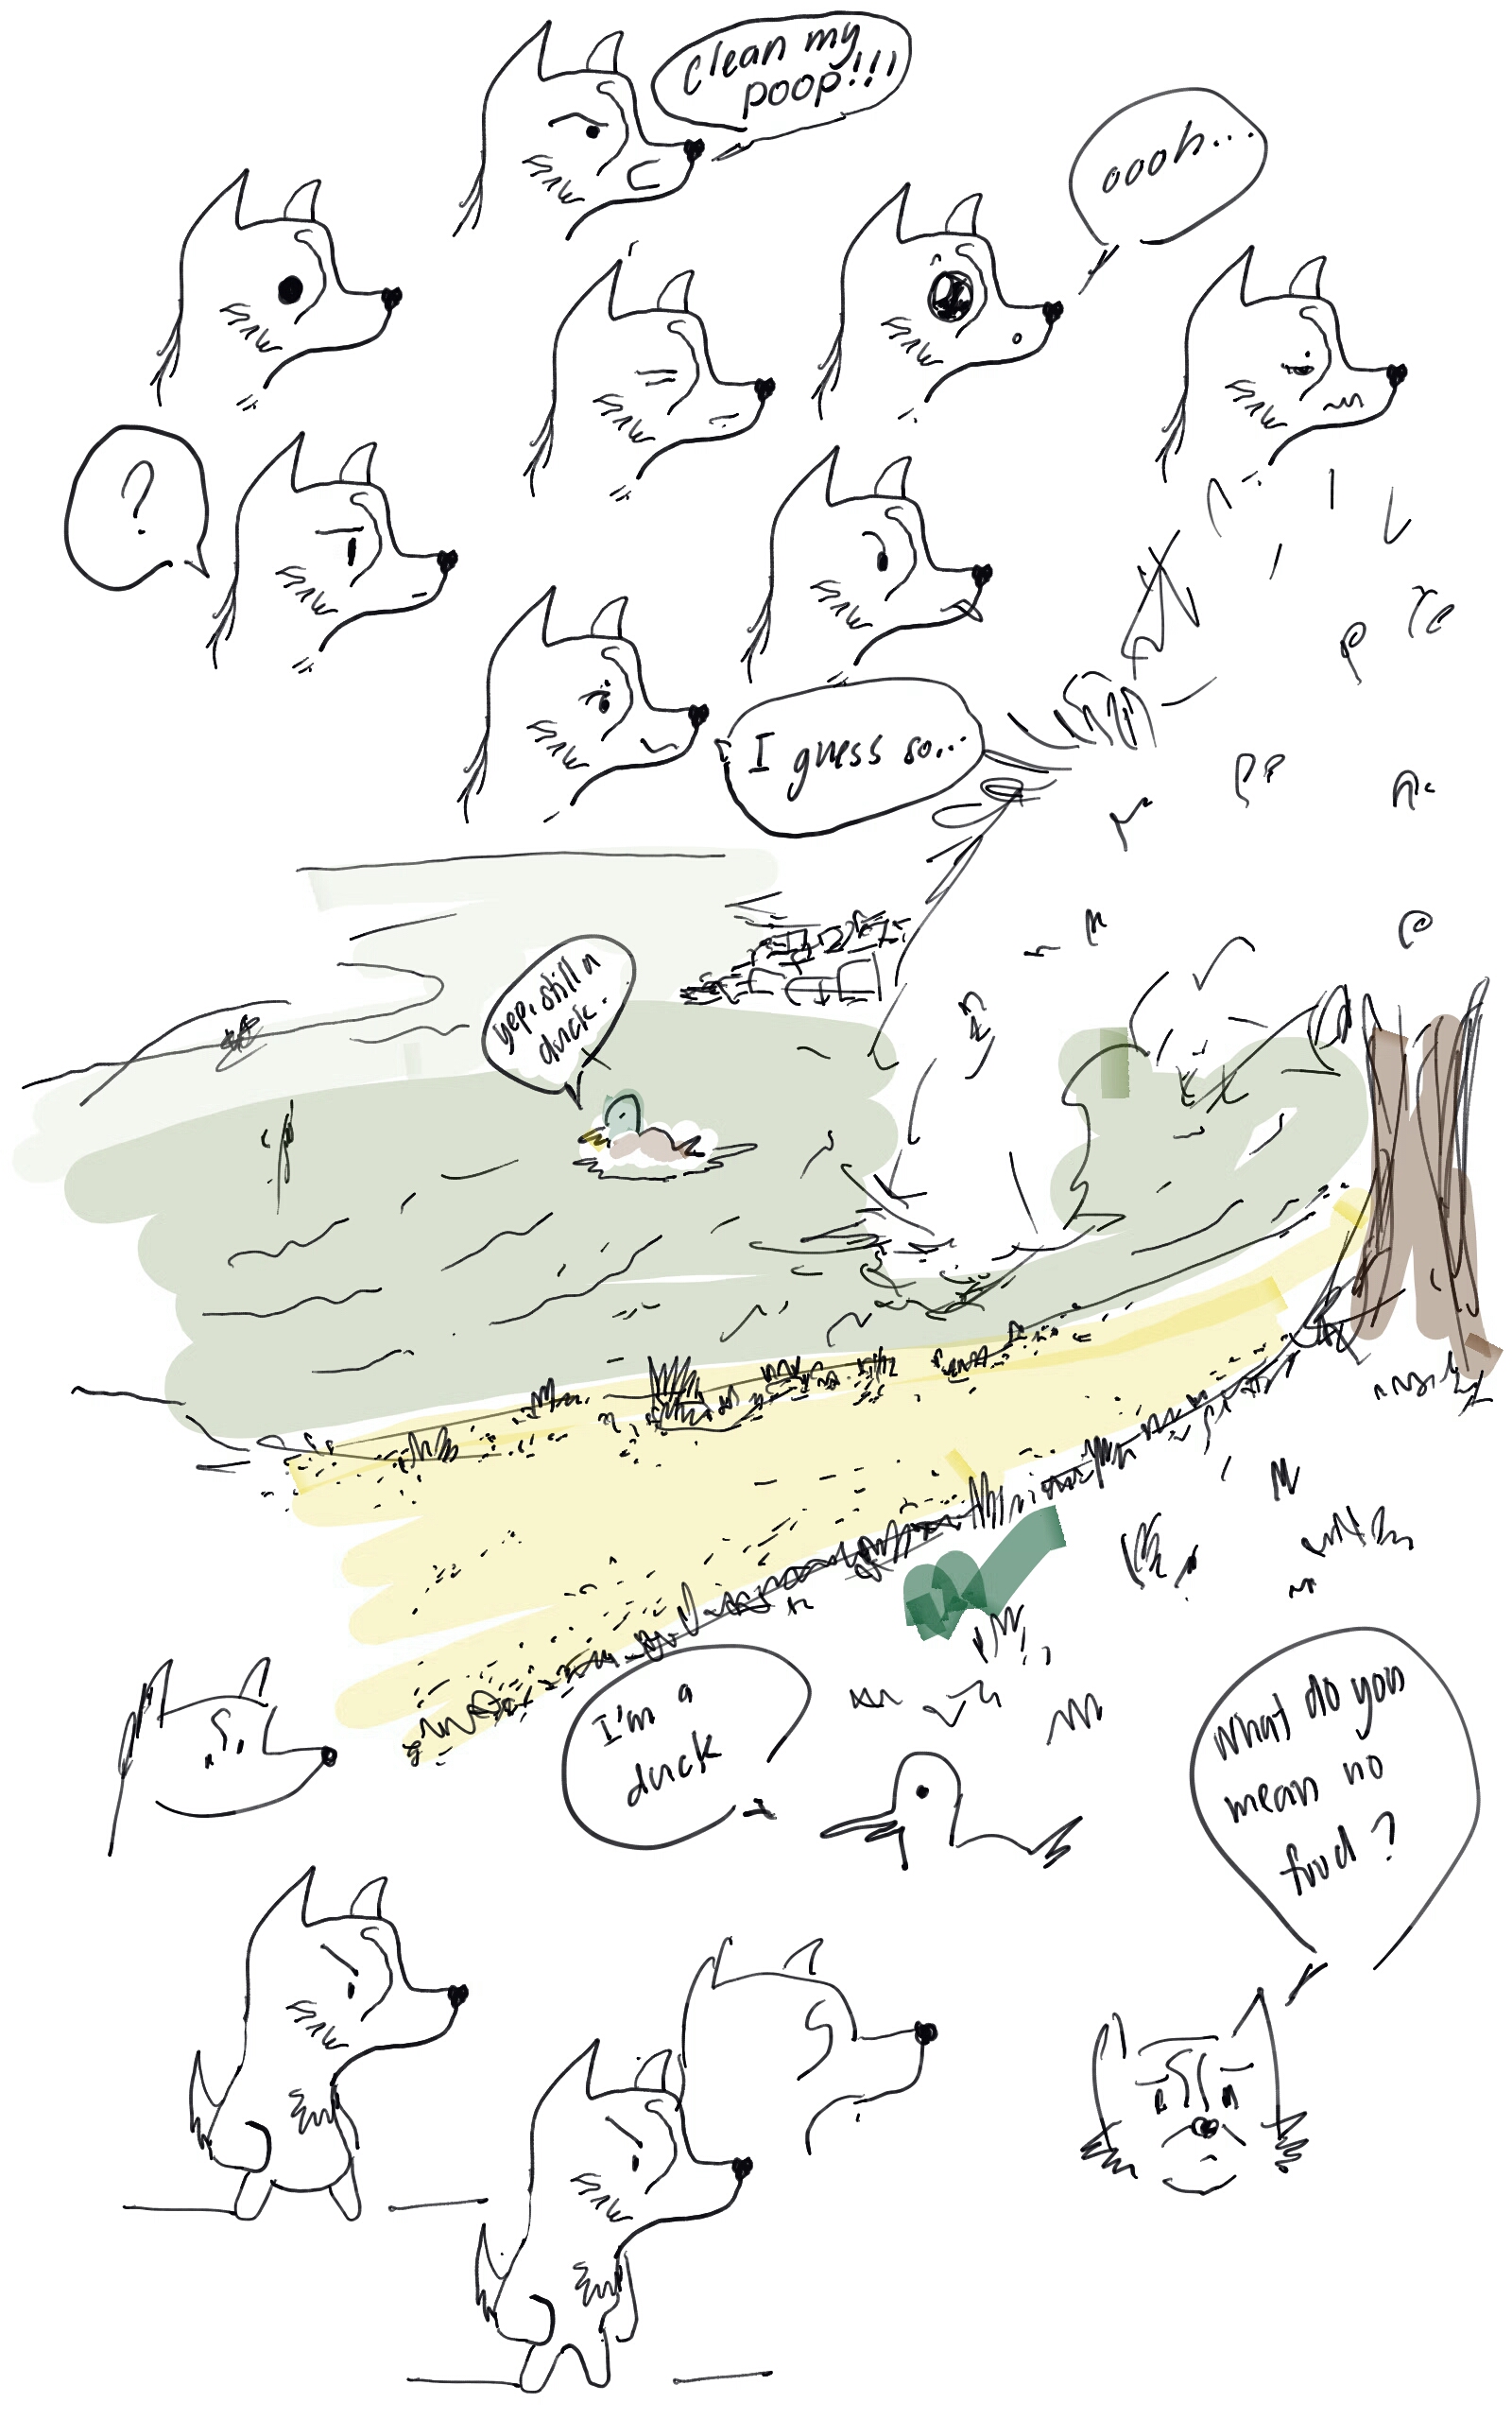 Clean my
poop!!!
oooh...
?
I guess so...
yep. still a
duck.
I'm a
duck
What do you
mean no
food?